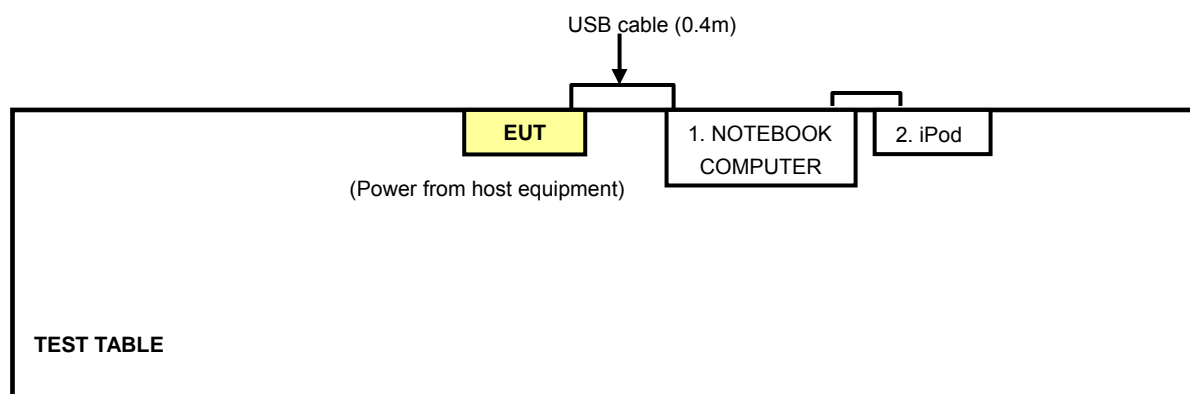 USB cable (0.4m)
EUT
1. NOTEBOOK
COMPUTER
2. iPod
(Power from host equipment)
TEST TABLE